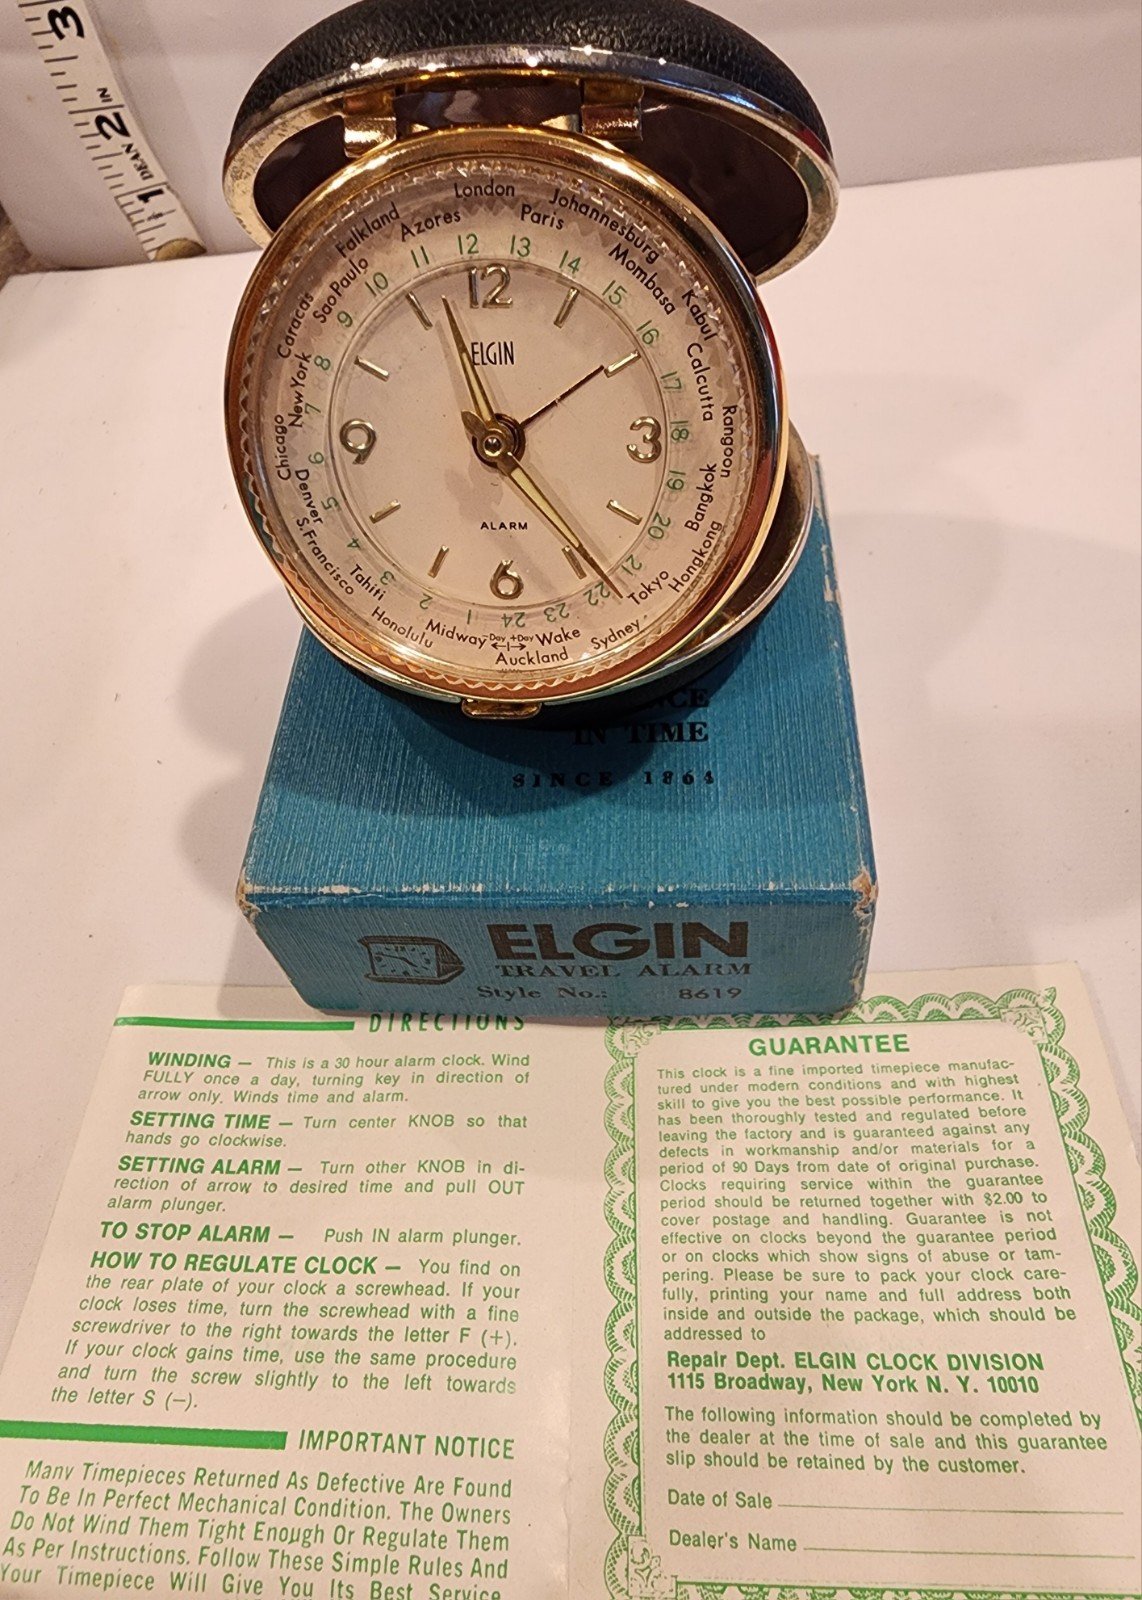 3
IN
2
DEAN
1
London
Johannesburg
Falkland
Azores
Paris
Mombasa
Sao Paulo
Caracas
Kabul
New York
Calcutta
Chicago
Rangoon
Denver
Bangkok
S. Francisco
Hongkong
Tahiti
Tokyo
Honolulu
Midway
-Day +Day
Wake
Sydney
Auckland
12 13 14 15 16 17 18 19 20 21 22 23 24 1 2 3 4 5 6 7 8 9 10 11
12
ELGIN
9
3
ALARM
6
IN TIME
SINCE 1864
ELGIN
TRAVEL ALARM
Style No.: 8619
DIRECTIONS
WINDING — This is a 30 hour alarm clock. Wind
FULLY once a day, turning key in direction of
arrow only. Winds time and alarm.
SETTING TIME — Turn center KNOB so that
hands go clockwise.
SETTING ALARM — Turn other KNOB in di-
rection of arrow to desired time and pull OUT
alarm plunger.
TO STOP ALARM — Push IN alarm plunger.
HOW TO REGULATE CLOCK — You find on
the rear plate of your clock a screwhead. If your
clock loses time, turn the screwhead with a fine
screwdriver to the right towards the letter F (+).
If your clock gains time, use the same procedure
and turn the screw slightly to the left towards
the letter S (–).
IMPORTANT NOTICE
Many Timepieces Returned As Defective Are Found
To Be In Perfect Mechanical Condition. The Owners
Do Not Wind Them Tight Enough Or Regulate Them
As Per Instructions. Follow These Simple Rules And
Your Timepiece Will Give You Its Best Service
GUARANTEE
This clock is a fine imported timepiece manufac-
tured under modern conditions and with highest
skill to give you the best possible performance. It
has been thoroughly tested and regulated before
leaving the factory and is guaranteed against any
defects in workmanship and/or materials for a
period of 90 Days from date of original purchase.
Clocks requiring service within the guarantee
period should be returned together with $2.00 to
cover postage and handling. Guarantee is not
effective on clocks beyond the guarantee period
or on clocks which show signs of abuse or tam-
pering. Please be sure to pack your clock care-
fully, printing your name and full address both
inside and outside the package, which should be
addressed to
Repair Dept. ELGIN CLOCK DIVISION
1115 Broadway, New York N. Y. 10010
The following information should be completed by
the dealer at the time of sale and this guarantee
slip should be retained by the customer.
Date of Sale
Dealer's Name